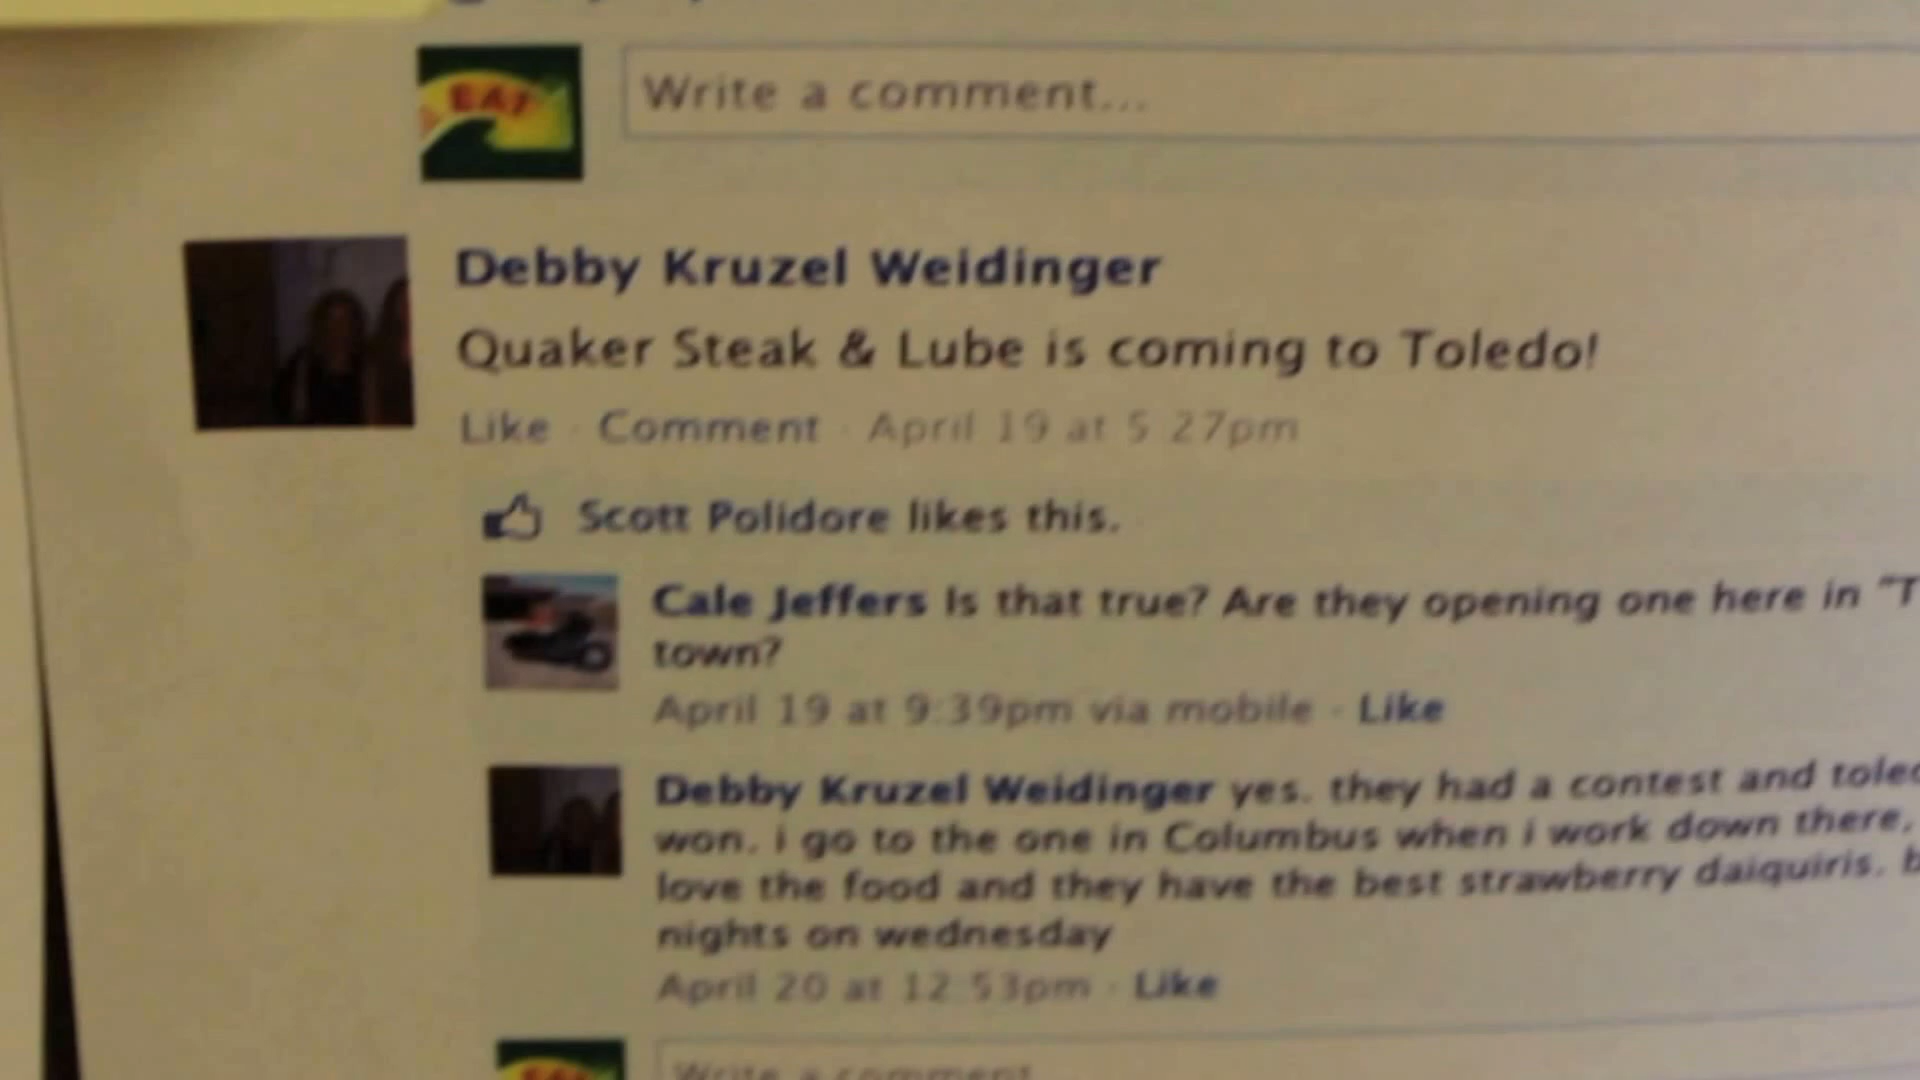 EAT
Write a comment...
Debby Kruzel Weidinger
Quaker Steak & Lube is coming to Toledo!
Like · Comment · April 19 at 5:27pm
Scott Polidore likes this.
Cale Jeffers Is that true? Are they opening one here in "T
town?
April 19 at 9:39pm via mobile · Like
Debby Kruzel Weidinger yes. they had a contest and toled
won. i go to the one in Columbus when i work down there,
love the food and they have the best strawberry daiquiris. b
nights on wednesday
April 20 at 12:53pm · Like
EAT
Write a comment